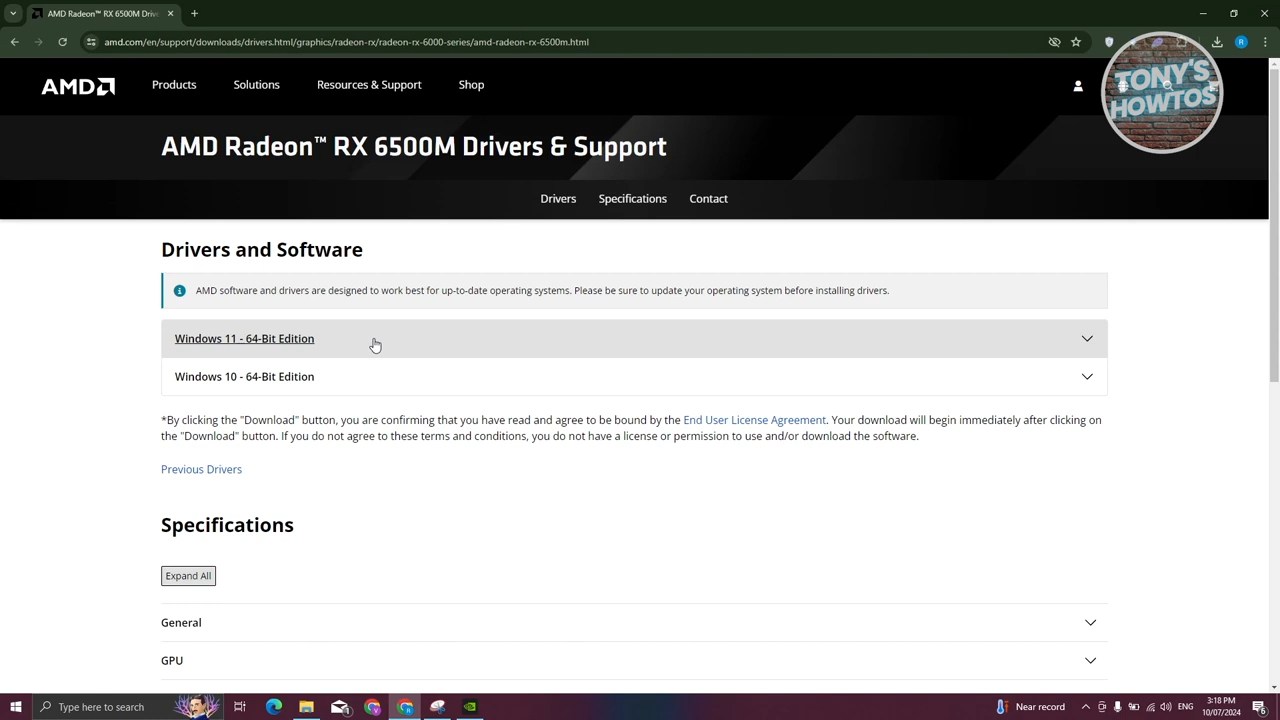 AMD Radeon™ RX 6500M Drive
amd.com/en/support/downloads/drivers.html/graphics/radeon-rx/radeon-rx-6000-series/amd-radeon-rx-6500m.html
R
AMD
Products
Solutions
Resources & Support
Shop
TONY'S
HOWTOS
AMD Radeon™ RX 6500M Drivers & Support
Drivers
Specifications
Contact
Drivers and Software
AMD software and drivers are designed to work best for up-to-date operating systems. Please be sure to update your operating system before installing drivers.
Windows 11 - 64-Bit Edition
Windows 10 - 64-Bit Edition
*By clicking the "Download" button, you are confirming that you have read and agree to be bound by the End User License Agreement. Your download will begin immediately after clicking on
the "Download" button. If you do not agree to these terms and conditions, you do not have a license or permission to use and/or download the software.
Previous Drivers
Specifications
Expand All
General
GPU
Type here to search
Near record
ENG
3:18 PM
10/07/2024
6